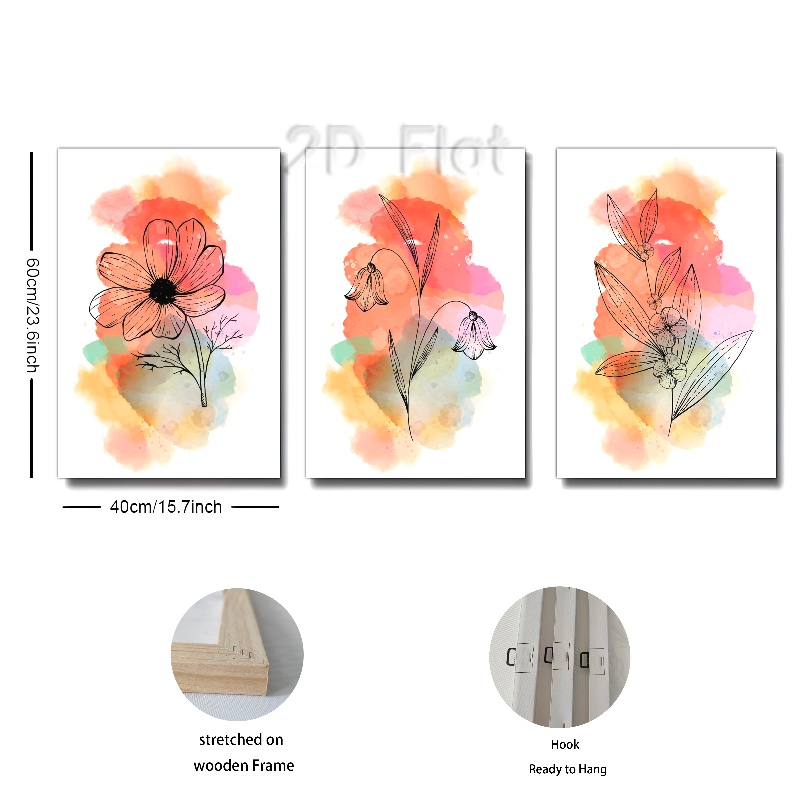 2D Flat
60cm/23.6inch
40cm/15.7inch
stretched on
wooden Frame
Hook
Ready to Hang